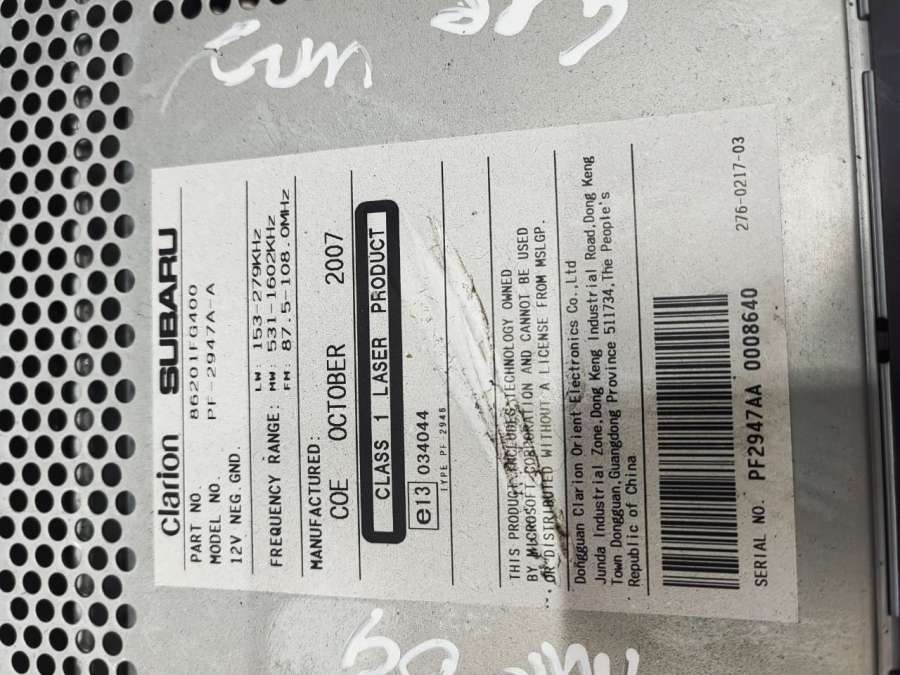 clarion SUBARU
PART NO. 86201FG400
MODEL NO. PF-2947A-A
12V NEG.GND.
FREQUENCY RANGE: LW: 153-279KHz
MW: 531-1602KHz
FM: 87.5-108.0MHz
MANUFACTURED:
COE OCTOBER 2007
CLASS 1 LASER PRODUCT
e13 034044
TYPE PF-2946
THIS PRODUCT INCLUDES TECHNOLOGY OWNED
BY MICROSOFT CORPORATION AND CANNOT BE USED
OR DISTRIBUTED WITHOUT A LICENSE FROM MSLGP.
Dongguan Clarion Orient Electronics Co.,Ltd
Junda Industrial Zone,Dong Keng Industrial Road,Dong Keng
Town Dongguan,Guangdong Province 511734,The People's
Republic of China
SERIAL NO. PF2947AA 0008640
276-0217-03